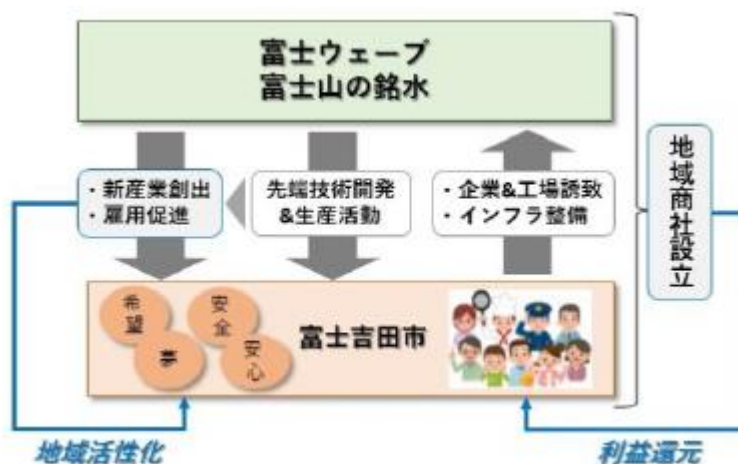 富士ウェーブ
富士山の銘水
・新産業創出
・雇用促進
先端技術開発
&生産活動
・企業&工場誘致
・インフラ整備
地域商社設立
希望
夢
安全
安心
富士吉田市
地域活性化
利益還元